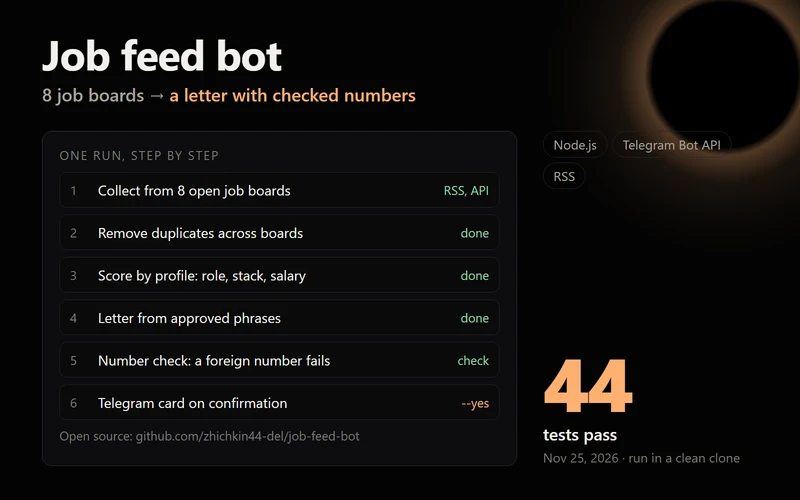 Job feed bot
8 job boards → a letter with checked numbers
ONE RUN, STEP BY STEP
1 Collect from 8 open job boards RSS, API
2 Remove duplicates across boards done
3 Score by profile: role, stack, salary done
4 Letter from approved phrases done
5 Number check: a foreign number fails check
6 Telegram card on confirmation --yes
Open source: github.com/zhichkin44-del/job-feed-bot
Node.js Telegram Bot API
RSS
44
tests pass
Nov 25, 2026 · run in a clean clone